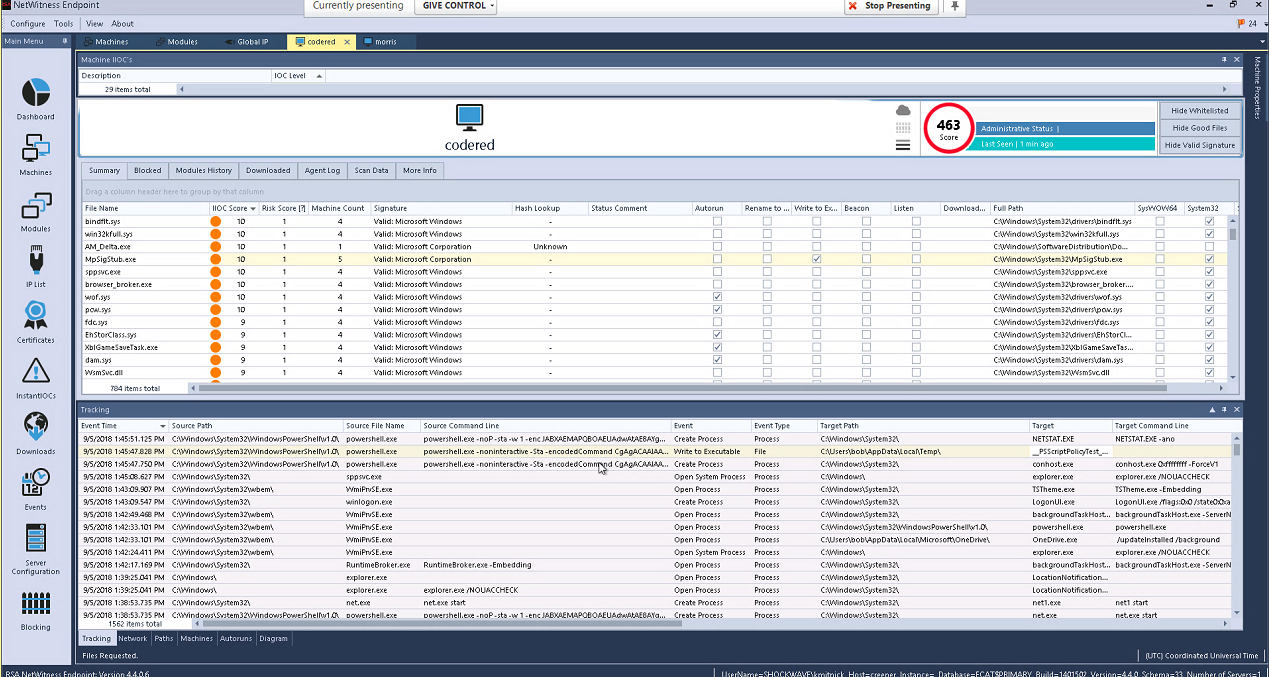 RSA NetWitness Endpoint
Currently presenting GIVE CONTROL Stop Presenting
Configure Tools View About 24
Main Menu Machines Modules Global IP codered morris
Machine IIOC's
Description IOC Level
29 items total
codered
463
Score
Administrative Status |
Last Seen | 1 min ago
Hide Whitelisted
Hide Good Files
Hide Valid Signature
Machine Properties
Dashboard
Machines
Modules
IP List
Certificates
InstantIOCs
Downloads
Events
Server
Configuration
Blocking
Summary Blocked Modules History Downloaded Agent Log Scan Data More Info
Drag a column header here to group by that column
File Name IIOC Score Risk Score [?] Machine Count Signature Hash Lookup Status Comment Autorun Rename to ... Write to Ex... Beacon Listen Download... Full Path SysWOW64 System32
bindflt.sys 10 1 4 Valid: Microsoft Windows - C:\Windows\System32\drivers\bindflt.sys
win32kfull.sys 10 1 4 Valid: Microsoft Windows - C:\Windows\System32\win32kfull.sys
AM_Delta.exe 10 1 1 Valid: Microsoft Corporation Unknown C:\Windows\SoftwareDistribution\Do...
MpSigStub.exe 10 1 5 Valid: Microsoft Corporation - C:\Windows\System32\MpSigStub.exe
sppsvc.exe 10 1 4 Valid: Microsoft Windows - C:\Windows\System32\sppsvc.exe
browser_broker.exe 10 1 4 Valid: Microsoft Windows - C:\Windows\System32\browser_broker....
wof.sys 10 1 4 Valid: Microsoft Windows - C:\Windows\System32\drivers\wof.sys
pcw.sys 10 1 4 Valid: Microsoft Windows - C:\Windows\System32\drivers\pcw.sys
fdc.sys 9 1 4 Valid: Microsoft Windows - C:\Windows\System32\drivers\fdc.sys
EhStorClass.sys 9 1 4 Valid: Microsoft Windows - C:\Windows\System32\drivers\EhStorCl...
XblGameSaveTask.exe 9 1 4 Valid: Microsoft Windows - C:\Windows\System32\XblGameSaveTas...
dam.sys 9 1 4 Valid: Microsoft Windows - C:\Windows\System32\drivers\dam.sys
WsmSvc.dll 9 1 4 Valid: Microsoft Windows - C:\Windows\System32\WsmSvc.dll
784 items total
Tracking
Event Time Source Path Source File Name Source Command Line Event Event Type Target Path Target Target Command Line
9/5/2018 1:45:51.125 PM C:\Windows\System32\WindowsPowerShell\v1.0\ powershell.exe powershell.exe -noP -sta -w 1 -enc JABXAEMAPQBOAEUAdwAtAE8AYg... Create Process Process C:\Windows\System32\ NETSTAT.EXE NETSTAT.EXE -ano
9/5/2018 1:45:47.828 PM C:\Windows\System32\WindowsPowerShell\v1.0\ powershell.exe powershell.exe -noninteractive -Sta -encodedCommand CgAgACAAIAA... Write to Executable File C:\Users\bob\AppData\Local\Temp\ __PSScriptPolicyTest_...
9/5/2018 1:45:47.750 PM C:\Windows\System32\WindowsPowerShell\v1.0\ powershell.exe powershell.exe -noninteractive -Sta -encodedCommand CgAgACAAIAA... Create Process Process C:\Windows\System32\ conhost.exe conhost.exe 0xffffffff -ForceV1
9/5/2018 1:45:08.627 PM C:\Windows\System32\ sppsvc.exe Open System Process Process C:\Windows\ explorer.exe explorer.exe /NOUACCHECK
9/5/2018 1:43:09.907 PM C:\Windows\System32\wbem\ WmiPrvSE.exe Open Process Process C:\Windows\System32\ TSTheme.exe TSTheme.exe -Embedding
9/5/2018 1:43:09.547 PM C:\Windows\System32\ winlogon.exe Create Process Process C:\Windows\System32\ LogonUI.exe
9/5/2018 1:42:49.468 PM C:\Windows\System32\wbem\ WmiPrvSE.exe Open Process Process C:\Windows\System32\ backgroundTaskHost... backgroundTaskHost.exe -ServerN
9/5/2018 1:42:33.101 PM C:\Windows\System32\wbem\ WmiPrvSE.exe Open Process Process C:\Windows\System32\WindowsPowerShell\v1.0\ powershell.exe powershell.exe
9/5/2018 1:42:33.101 PM C:\Windows\System32\wbem\ WmiPrvSE.exe Open Process Process C:\Users\bob\AppData\Local\Microsoft\OneDrive\ OneDrive.exe /updateInstalled /background
9/5/2018 1:42:24.411 PM C:\Windows\System32\wbem\ WmiPrvSE.exe Open System Process Process C:\Windows\ explorer.exe explorer.exe /NOUACCHECK
9/5/2018 1:42:17.169 PM C:\Windows\System32\ RuntimeBroker.exe RuntimeBroker.exe -Embedding Open Process Process C:\Windows\System32\ backgroundTaskHost... backgroundTaskHost.exe -ServerN
9/5/2018 1:39:25.041 PM C:\Windows\ explorer.exe Open Process Process C:\Windows\System32\ LocationNotification...
9/5/2018 1:39:25.041 PM C:\Windows\ explorer.exe explorer.exe /NOUACCHECK Open Process Process C:\Windows\System32\ LocationNotification...
9/5/2018 1:38:53.735 PM C:\Windows\System32\ net.exe net.exe start Create Process Process C:\Windows\System32\ net1.exe net1 start
9/5/2018 1:38:53.735 PM C:\Windows\System32\WindowsPowerShell\v1.0\ powershell.exe powershell.exe -noP -sta -w 1 -enc JABXAEMAPQBOAEUAdwAtAE8AYg... Create Process Process C:\Windows\System32\ net.exe net.exe start
1562 items total
Tracking Network Paths Machines Autoruns Diagram
Files Requested. (UTC) Coordinated Universal Time
RSA NetWitness Endpoint: Version 4.4.0.6 UserName=SHOCKWAVE\kmitnick Host=creener Instance= Database=ECAT$PRIMARY Build=1401502 Version=4.4.0 Schema=33 Number of Servers=1